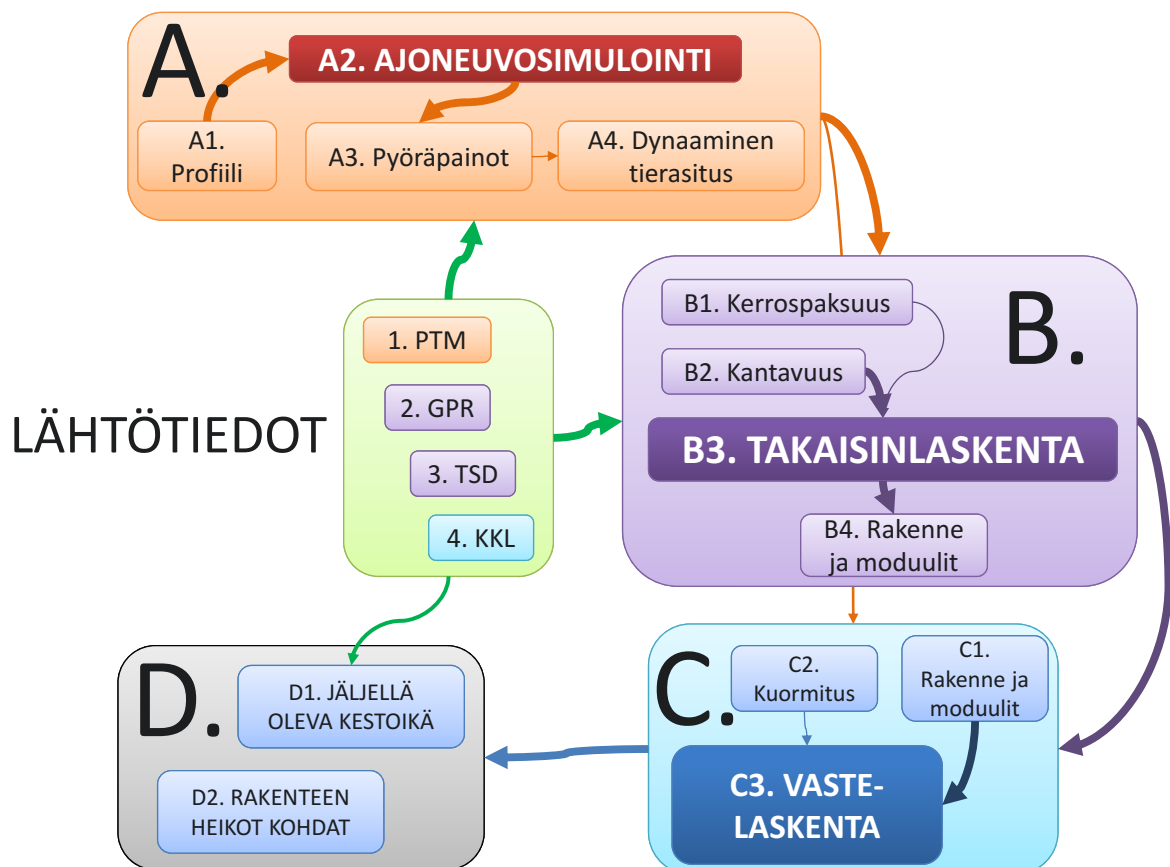 A.
A2. AJONEUVOSIMULOINTI
A1.
Profiili
A3. Pyöräpainot
A4. Dynaaminen
tierasitus
LÄHTÖTIEDOT
1. PTM
2. GPR
3. TSD
4. KKL
B.
B1. Kerrospaksuus
B2. Kantavuus
B3. TAKAISINLASKENTA
B4. Rakenne
ja moduulit
C.
C2.
Kuormitus
C1.
Rakenne ja
moduulit
C3. VASTE-
LASKENTA
D.
D1. JÄLJELLÄ
OLEVA KESTOIKÄ
D2. RAKENTEEN
HEIKOT KOHDAT